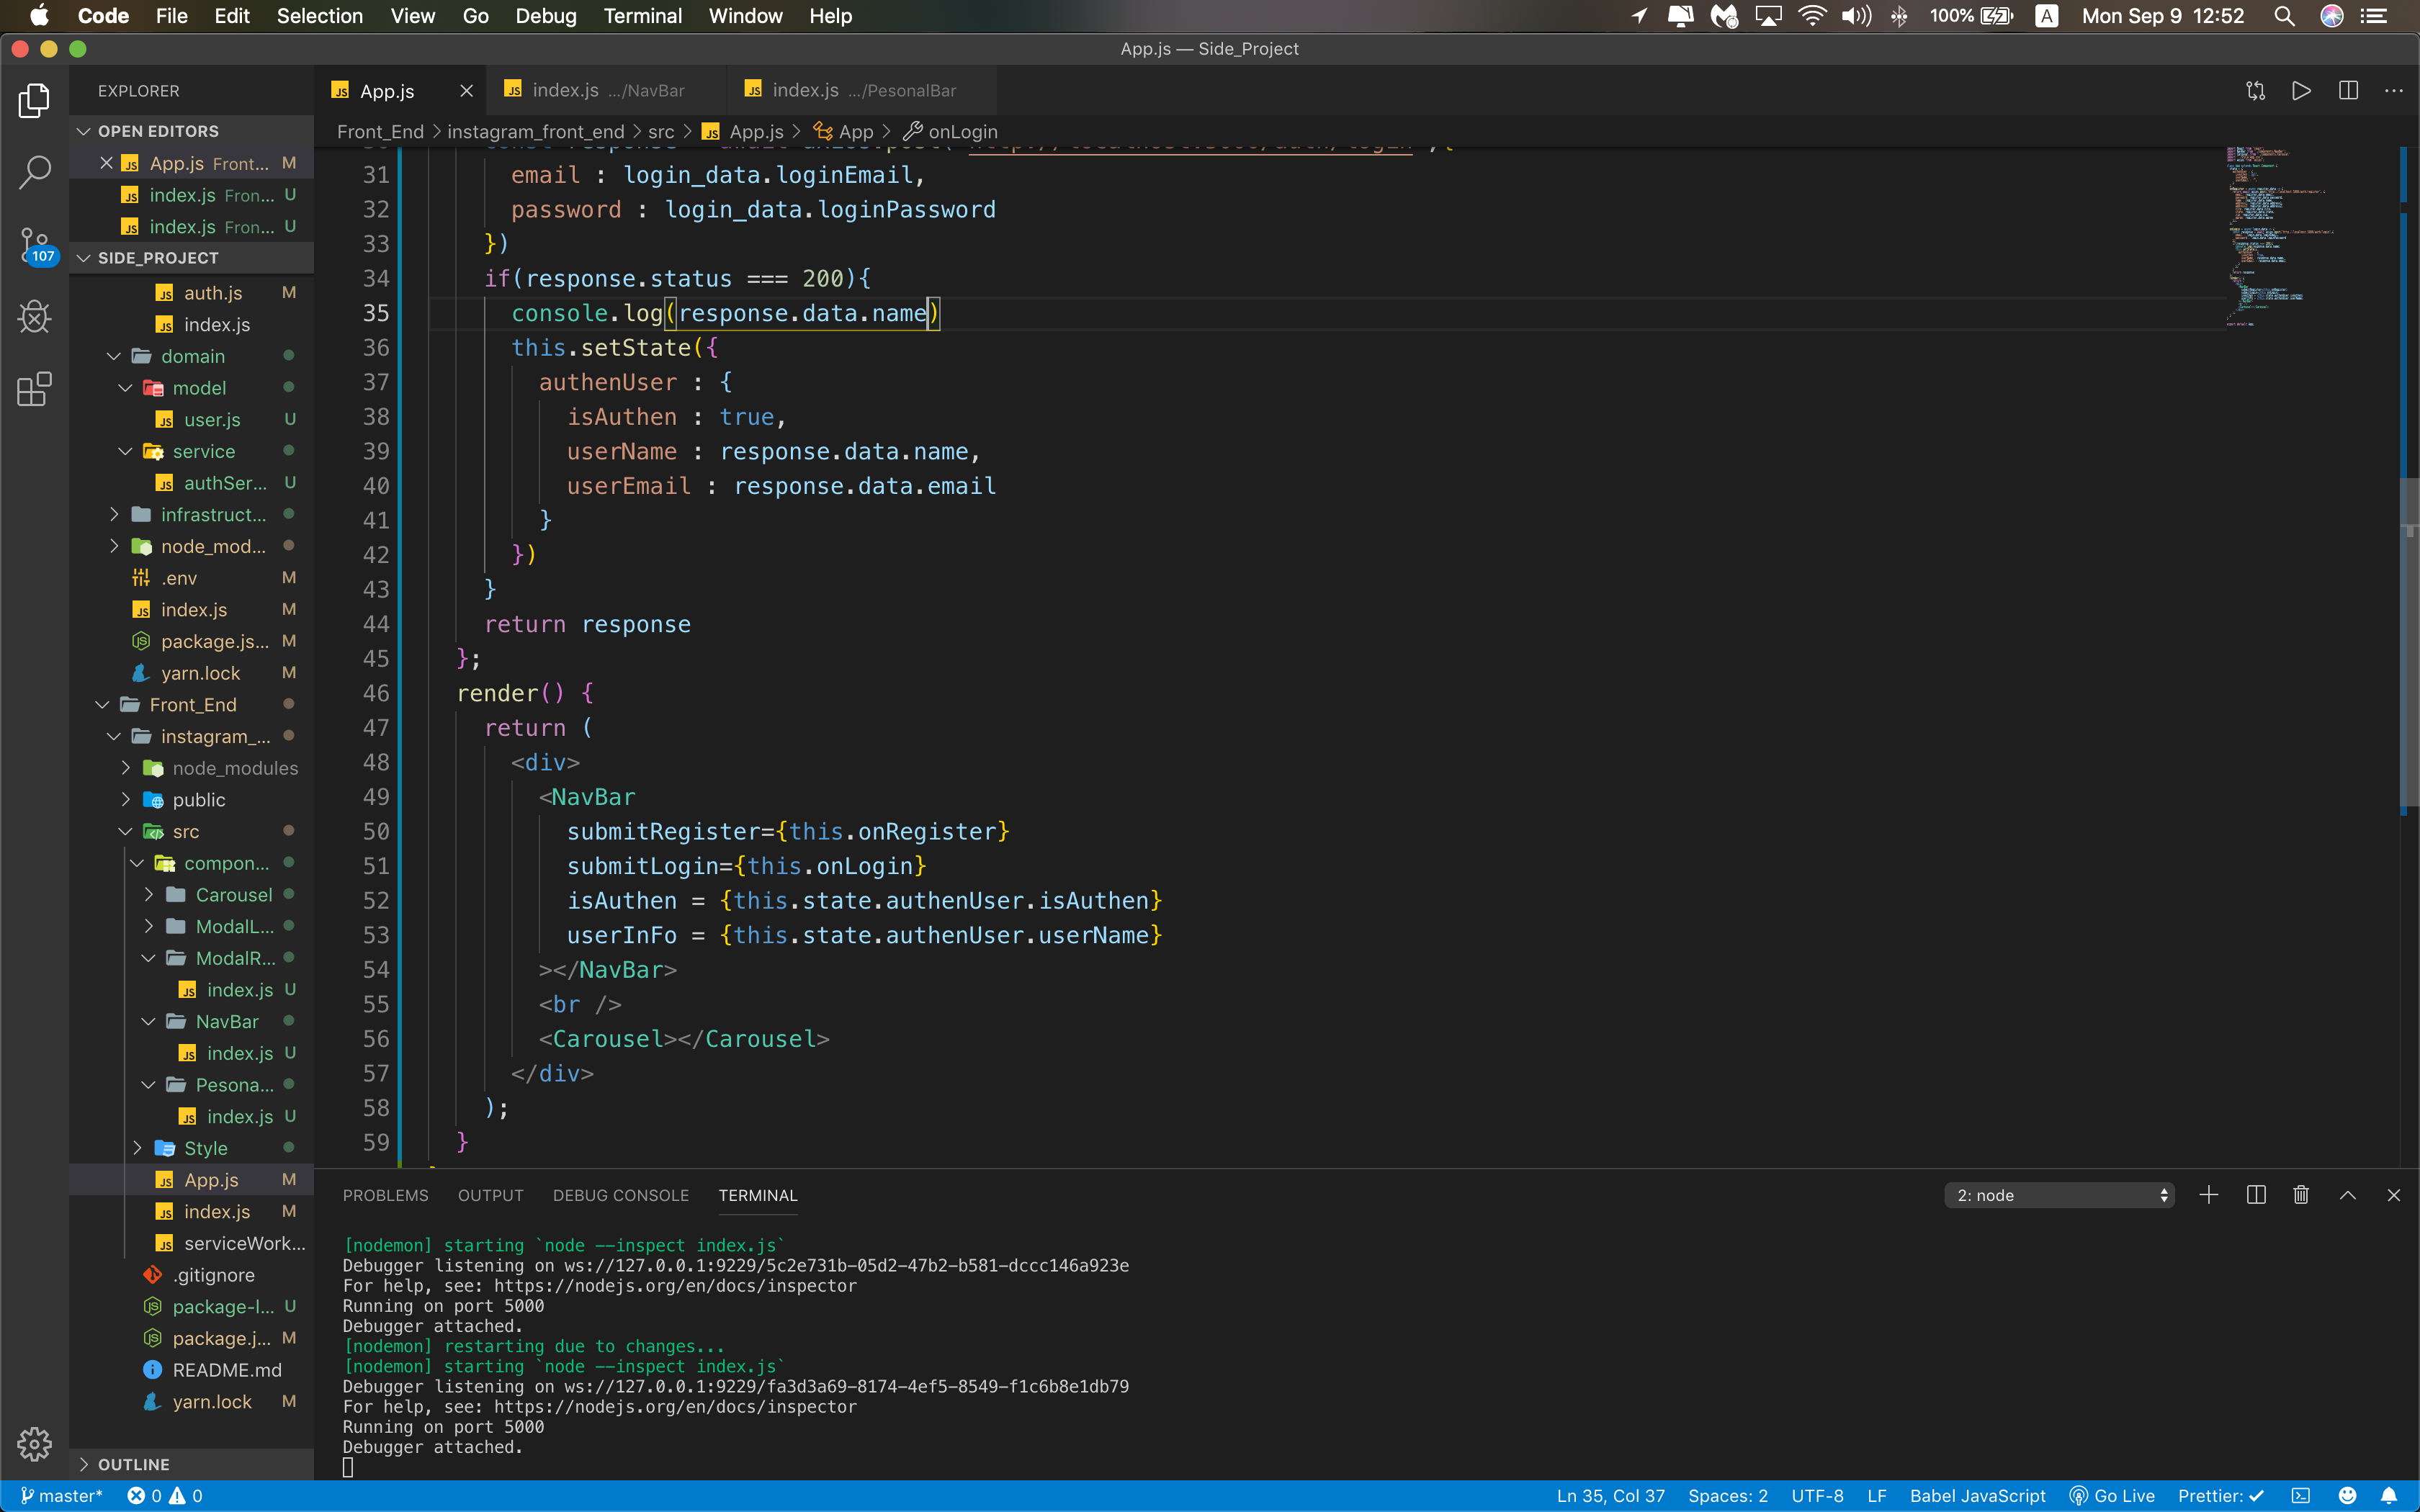 Code File Edit Selection View Go Debug Terminal Window Help 100% A Mon Sep 9 12:52
App.js — Side_Project
EXPLORER
OPEN EDITORS
App.js Front... M
index.js Fron... U
index.js Fron... U
107
SIDE_PROJECT
auth.js M
index.js
domain
model
user.js U
service
authSer... U
infrastruct...
node_mod...
.env M
index.js M
package.js... M
yarn.lock M
Front_End
instagram_...
node_modules
public
src
compon...
Carousel
ModalL...
ModalR...
index.js U
NavBar
index.js U
Pesona...
index.js U
Style
App.js M
index.js M
serviceWork...
.gitignore
package-l... U
package.j... M
README.md
yarn.lock M
OUTLINE
App.js index.js .../NavBar index.js .../PesonalBar
Front_End > instagram_front_end > src > App.js > App > onLogin
31 email : login_data.loginEmail,
32 password : login_data.loginPassword
33 })
34 if(response.status === 200){
35 console.log(response.data.name)
36 this.setState({
37 authenUser : {
38 isAuthen : true,
39 userName : response.data.name,
40 userEmail : response.data.email
41 }
42 })
43 }
44 return response
45 };
46 render() {
47 return (
48 <div>
49 <NavBar
50 submitRegister={this.onRegister}
51 submitLogin={this.onLogin}
52 isAuthen = {this.state.authenUser.isAuthen}
53 userInFo = {this.state.authenUser.userName}
54 ></NavBar>
55 <br />
56 <Carousel></Carousel>
57 </div>
58 );
59 }
PROBLEMS OUTPUT DEBUG CONSOLE TERMINAL 2: node
[nodemon] starting `node --inspect index.js`
Debugger listening on ws://127.0.0.1:9229/5c2e731b-05d2-47b2-b581-dccc146a923e
For help, see: https://nodejs.org/en/docs/inspector
Running on port 5000
Debugger attached.
[nodemon] restarting due to changes...
[nodemon] starting `node --inspect index.js`
Debugger listening on ws://127.0.0.1:9229/fa3d3a69-8174-4ef5-8549-f1c6b8e1db79
For help, see: https://nodejs.org/en/docs/inspector
Running on port 5000
Debugger attached.
master* 0 0 Ln 35, Col 37 Spaces: 2 UTF-8 LF Babel JavaScript Go Live Prettier: ✓